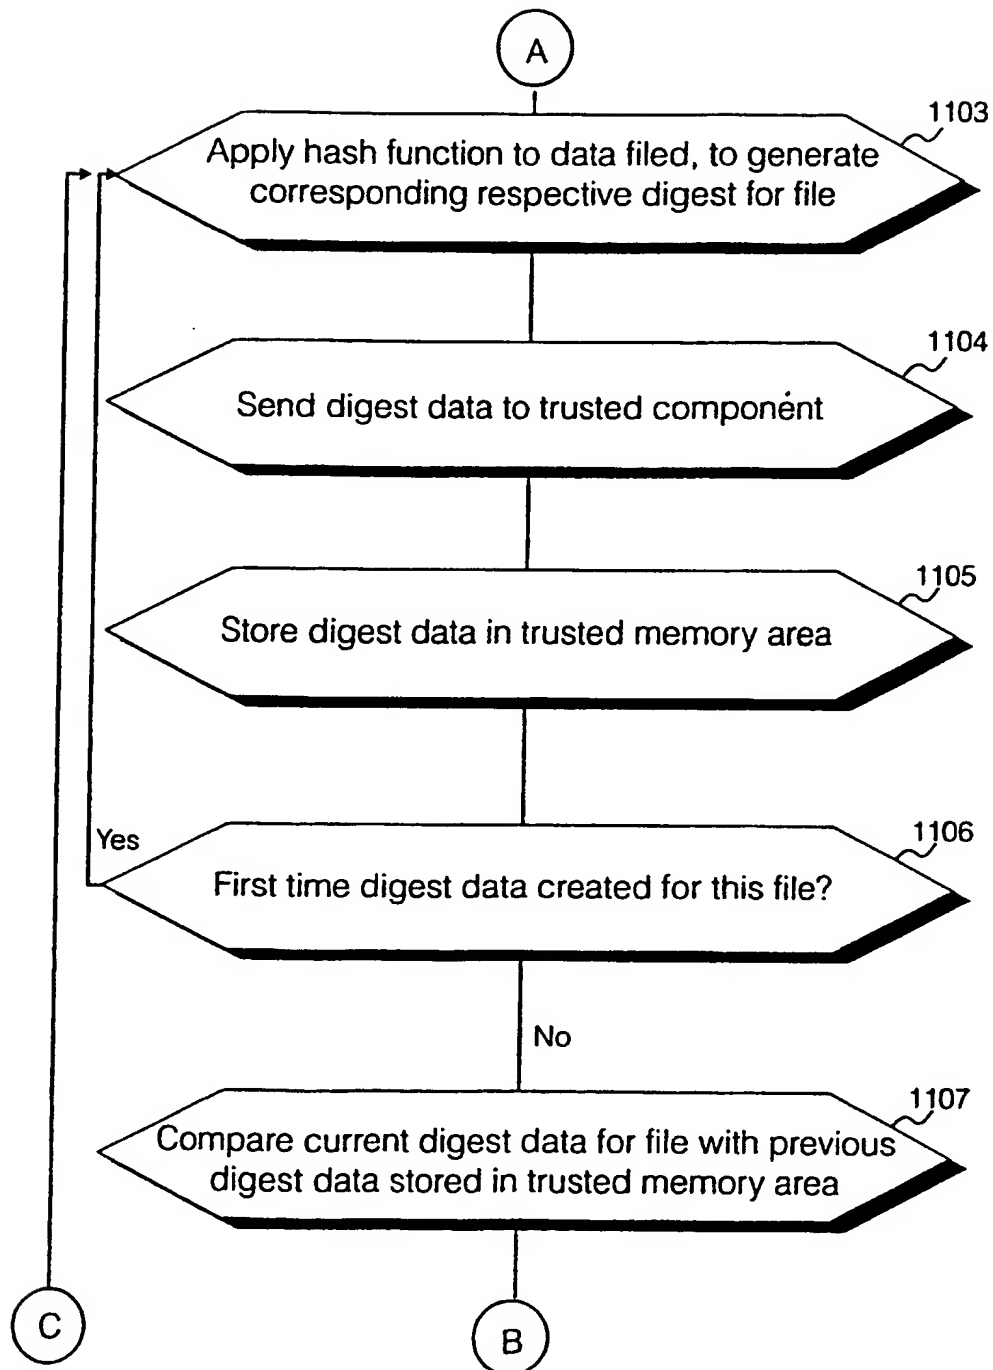 A
1103
Apply hash function to data filed, to generate
corresponding respective digest for file
1104
Send digest data to trusted component
1105
Store digest data in trusted memory area
Yes
1106
First time digest data created for this file?
No
1107
Compare current digest data for file with previous
digest data stored in trusted memory area
C
B